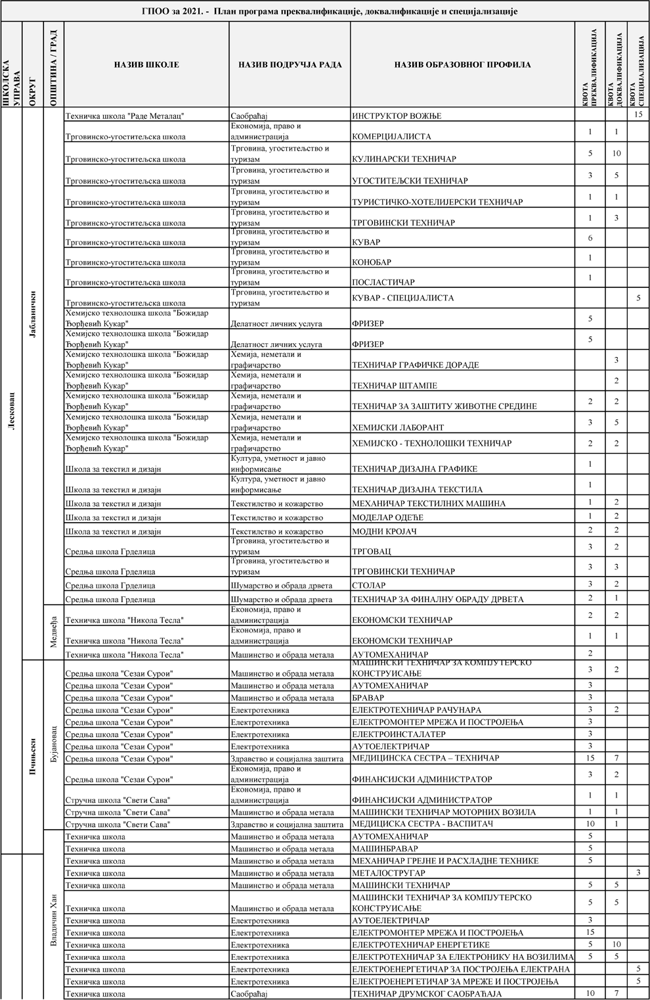 ГПОО за 2021. - План програма преквалификације, доквалификације и специјализације
ШКОЛСКА УПРАВА
ОКРУГ
ОПШТИНА / ГРАД
НАЗИВ ШКОЛЕ
НАЗИВ ПОДРУЧЈА РАДА
НАЗИВ ОБРАЗОВНОГ ПРОФИЛА
КВОТА ПРЕКВАЛИФИКАЦИЈА
КВОТА ДОКВАЛИФИКАЦИЈА
КВОТА СПЕЦИЈАЛИЗАЦИЈА
Лесковац
Јабланички
Техничка школа "Раде Металац" Саобраћај ИНСТРУКТОР ВОЖЊЕ 15
Трговинско-угоститељска школа Економија, право и администрација КОМЕРЦИЈАЛИСТА 1 1
Трговинско-угоститељска школа Трговина, угоститељство и туризам КУЛИНАРСКИ ТЕХНИЧАР 5 10
Трговинско-угоститељска школа Трговина, угоститељство и туризам УГОСТИТЕЉСКИ ТЕХНИЧАР 3 5
Трговинско-угоститељска школа Трговина, угоститељство и туризам ТУРИСТИЧКО-ХОТЕЛИЈЕРСКИ ТЕХНИЧАР 1 1
Трговинско-угоститељска школа Трговина, угоститељство и туризам ТРГОВИНСКИ ТЕХНИЧАР 1 3
Трговинско-угоститељска школа Трговина, угоститељство и туризам КУВАР 6
Трговинско-угоститељска школа Трговина, угоститељство и туризам КОНОБАР 1
Трговинско-угоститељска школа Трговина, угоститељство и туризам ПОСЛАСТИЧАР 1
Трговинско-угоститељска школа Трговина, угоститељство и туризам КУВАР - СПЕЦИЈАЛИСТА 5
Хемијско технолошка школа "Божидар Ђорђевић Кукар" Делатност личних услуга ФРИЗЕР 5
Хемијско технолошка школа "Божидар Ђорђевић Кукар" Делатност личних услуга ФРИЗЕР 5
Хемијско технолошка школа "Божидар Ђорђевић Кукар" Хемија, неметали и графичарство ТЕХНИЧАР ГРАФИЧКЕ ДОРАДЕ 3
Хемијско технолошка школа "Божидар Ђорђевић Кукар" Хемија, неметали и графичарство ТЕХНИЧАР ШТАМПЕ 2
Хемијско технолошка школа "Божидар Ђорђевић Кукар" Хемија, неметали и графичарство ТЕХНИЧАР ЗА ЗАШТИТУ ЖИВОТНЕ СРЕДИНЕ 2 2
Хемијско технолошка школа "Божидар Ђорђевић Кукар" Хемија, неметали и графичарство ХЕМИЈСКИ ЛАБОРАНТ 3 5
Хемијско технолошка школа "Божидар Ђорђевић Кукар" Хемија, неметали и графичарство ХЕМИЈСКО - ТЕХНОЛОШКИ ТЕХНИЧАР 2 2
Школа за текстил и дизајн Култура, уметност и јавно информисање ТЕХНИЧАР ДИЗАЈНА ГРАФИКЕ 1
Школа за текстил и дизајн Култура, уметност и јавно информисање ТЕХНИЧАР ДИЗАЈНА ТЕКСТИЛА 1
Школа за текстил и дизајн Текстилство и кожарство МЕХАНИЧАР ТЕКСТИЛНИХ МАШИНА 1 2
Школа за текстил и дизајн Текстилство и кожарство МОДЕЛАР ОДЕЋЕ 1 2
Школа за текстил и дизајн Текстилство и кожарство МОДНИ КРОЈАЧ 2 2
Средња школа Грделица Трговина, угоститељство и туризам ТРГОВАЦ 3 2
Средња школа Грделица Трговина, угоститељство и туризам ТРГОВИНСКИ ТЕХНИЧАР 3 3
Средња школа Грделица Шумарство и обрада дрвета СТОЛАР 3 2
Средња школа Грделица Шумарство и обрада дрвета ТЕХНИЧАР ЗА ФИНАЛНУ ОБРАДУ ДРВЕТА 2 1
Медвеђа
Техничка школа "Никола Тесла" Економија, право и администрација ЕКОНОМСКИ ТЕХНИЧАР 2 2
Техничка школа "Никола Тесла" Економија, право и администрација ЕКОНОМСКИ ТЕХНИЧАР 1 1
Техничка школа "Никола Тесла" Машинство и обрада метала АУТОМЕХАНИЧАР 2
Пчињски
Бујановац
Средња школа "Сезаи Сурои" Машинство и обрада метала МАШИНСКИ ТЕХНИЧАР ЗА КОМПЈУТЕРСКО КОНСТРУИСАЊЕ 3 2
Средња школа "Сезаи Сурои" Машинство и обрада метала АУТОМЕХАНИЧАР 3
Средња школа "Сезаи Сурои" Машинство и обрада метала БРАВАР 3
Средња школа "Сезаи Сурои" Електротехника ЕЛЕКТРОТЕХНИЧАР РАЧУНАРА 3 2
Средња школа "Сезаи Сурои" Електротехника ЕЛЕКТРОМОНТЕР МРЕЖА И ПОСТРОЈЕЊА 3
Средња школа "Сезаи Сурои" Електротехника ЕЛЕКТРОИНСТАЛАТЕР 3
Средња школа "Сезаи Сурои" Електротехника АУТОЕЛЕКТРИЧАР 3
Средња школа "Сезаи Сурои" Здравство и социјална заштита МЕДИЦИНСКА СЕСТРА – ТЕХНИЧАР 15 7
Средња школа "Сезаи Сурои" Економија, право и администрација ФИНАНСИЈСКИ АДМИНИСТРАТОР 3 2
Стручна школа "Свети Сава" Економија, право и администрација ФИНАНСИЈСКИ АДМИНИСТРАТОР 1 1
Стручна школа "Свети Сава" Машинство и обрада метала МАШИНСКИ ТЕХНИЧАР МОТОРНИХ ВОЗИЛА 1 1
Стручна школа "Свети Сава" Здравство и социјална заштита МЕДИЦИСКА СЕСТРА - ВАСПИТАЧ 10 1
Владичин Хан
Техничка школа Машинство и обрада метала АУТОМЕХАНИЧАР 5
Техничка школа Машинство и обрада метала МАШИНБРАВАР 5
Техничка школа Машинство и обрада метала МЕХАНИЧАР ГРЕЈНЕ И РАСХЛАДНЕ ТЕХНИКЕ 5
Техничка школа Машинство и обрада метала МЕТАЛОСТРУГАР 3
Техничка школа Машинство и обрада метала МАШИНСКИ ТЕХНИЧАР 5 5
Техничка школа Машинство и обрада метала МАШИНСКИ ТЕХНИЧАР ЗА КОМПЈУТЕРСКО КОНСТРУИСАЊЕ 5 5
Техничка школа Електротехника АУТОЕЛЕКТРИЧАР 3
Техничка школа Електротехника ЕЛЕКТРОМОНТЕР МРЕЖА И ПОСТРОЈЕЊА 15
Техничка школа Електротехника ЕЛЕКТРОТЕХНИЧАР ЕНЕРГЕТИКЕ 5 10
Техничка школа Електротехника ЕЛЕКТРОТЕХНИЧАР ЗА ЕЛЕКТРОНИКУ НА ВОЗИЛИМА 5 5
Техничка школа Електротехника ЕЛЕКТРОЕНЕРГЕТИЧАР ЗА ПОСТРОЈЕЊА ЕЛЕКТРАНА 5
Техничка школа Електротехника ЕЛЕКТРОЕНЕРГЕТИЧАР ЗА МРЕЖЕ И ПОСТРОЈЕЊА 5
Техничка школа Саобраћај ТЕХНИЧАР ДРУМСКОГ САОБРАЋАЈА 10 7